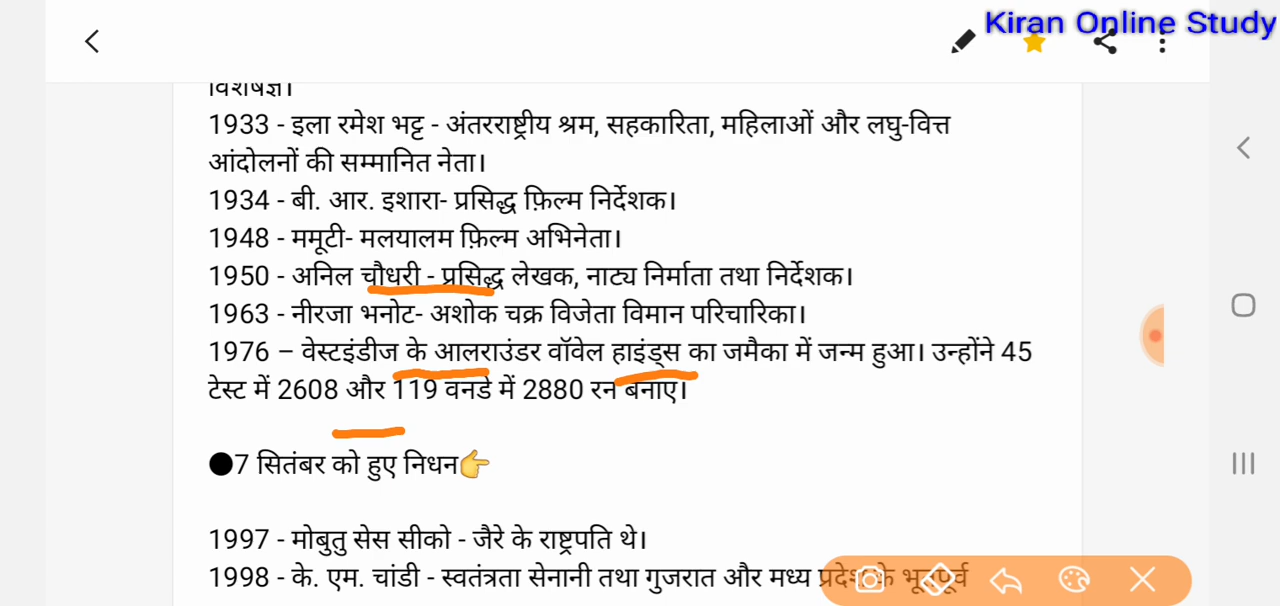 Kiran Online Study
विशेषज्ञ।
1933 - इला रमेश भट्ट - अंतरराष्ट्रीय श्रम, सहकारिता, महिलाओं और लघु-वित्त
आंदोलनों की सम्मानित नेता।
1934 - बी. आर. इशारा- प्रसिद्ध फ़िल्म निर्देशक।
1948 - ममूटी- मलयालम फ़िल्म अभिनेता।
1950 - अनिल चौधरी - प्रसिद्ध लेखक, नाट्य निर्माता तथा निर्देशक।
1963 - नीरजा भनोट- अशोक चक्र विजेता विमान परिचारिका।
1976 – वेस्टइंडीज के आलराउंडर वॉवेल हाइंड्स का जमैका में जन्म हुआ। उन्होंने 45
टेस्ट में 2608 और 119 वनडे में 2880 रन बनाए।
●7 सितंबर को हुए निधन👉
1997 - मोबुतु सेस सीको - जैरे के राष्ट्रपति थे।
1998 - के. एम. चांडी - स्वतंत्रता सेनानी तथा गुजरात और मध्य प्रदेश के भूतपूर्व